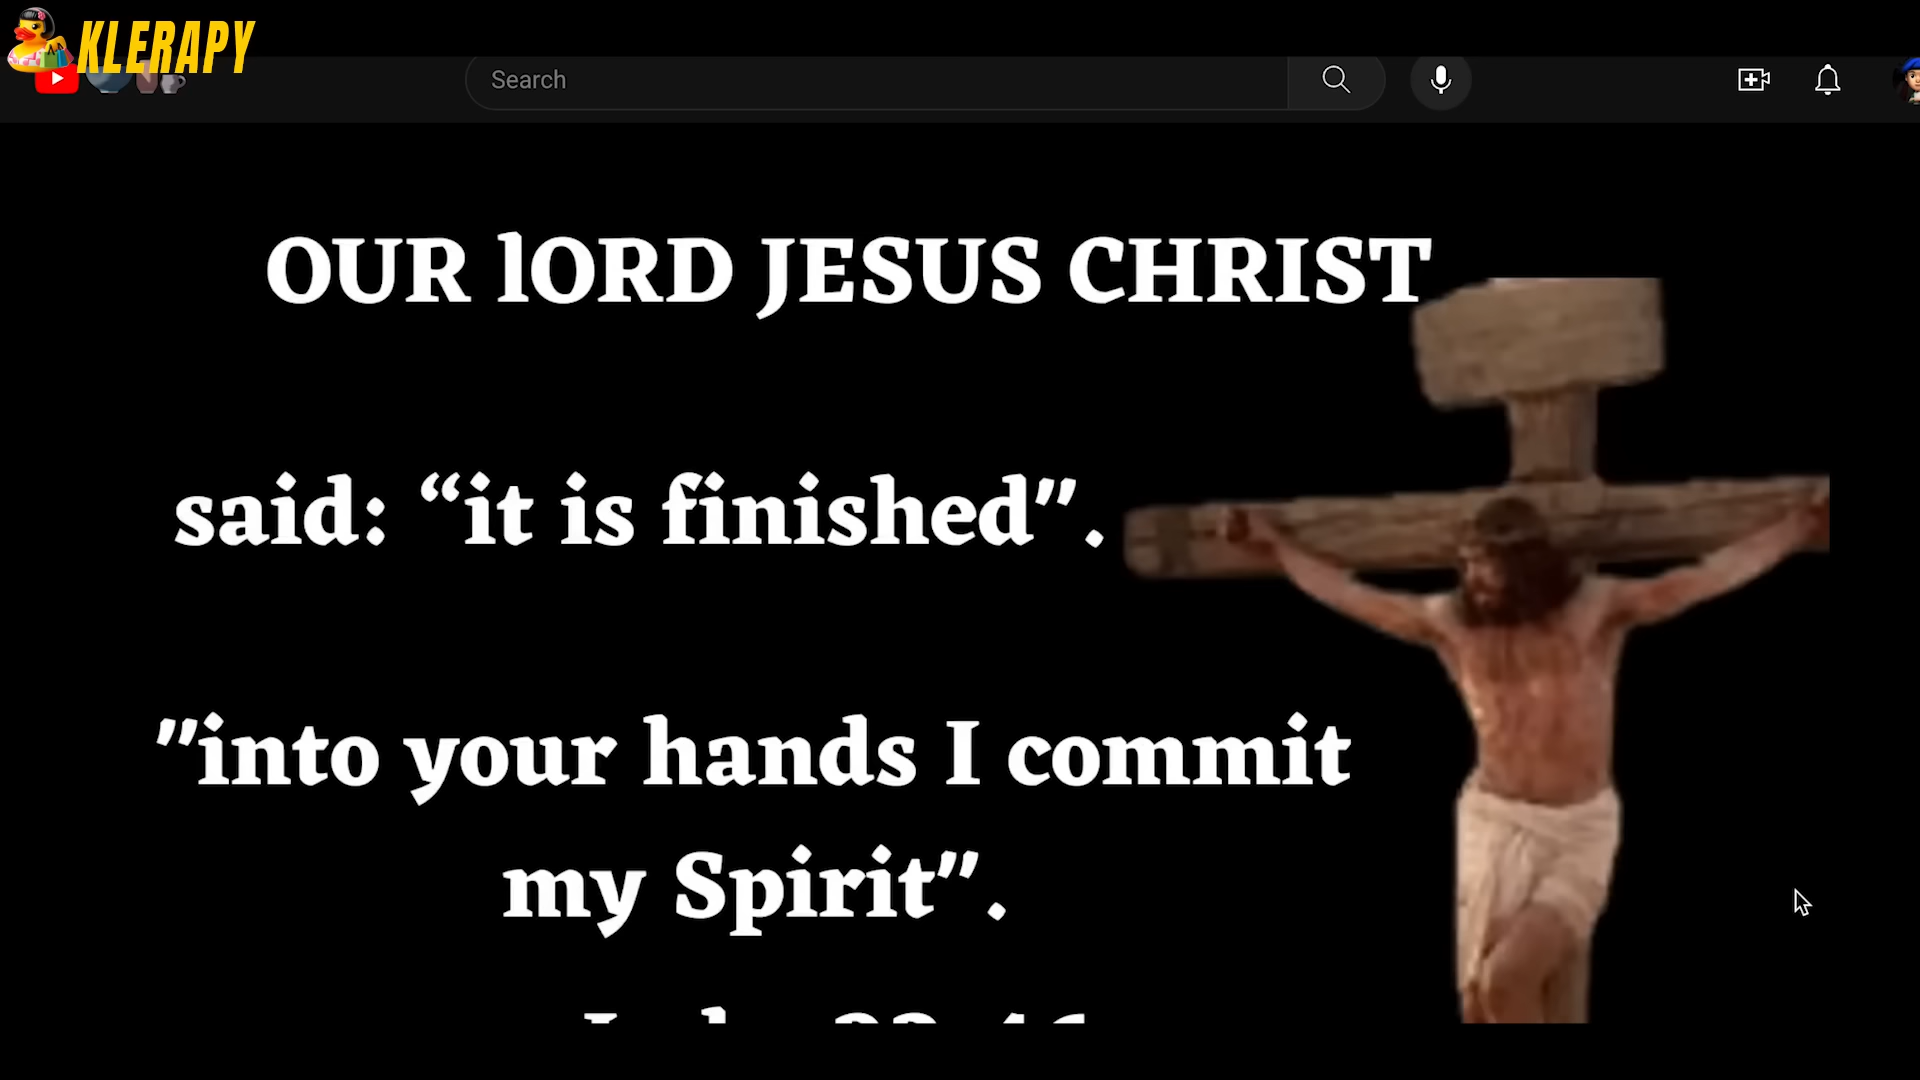 KLERAPY
Search
OUR lORD JESUS CHRIST
said: “it is finished".
"into your hands I commit
my Spirit".